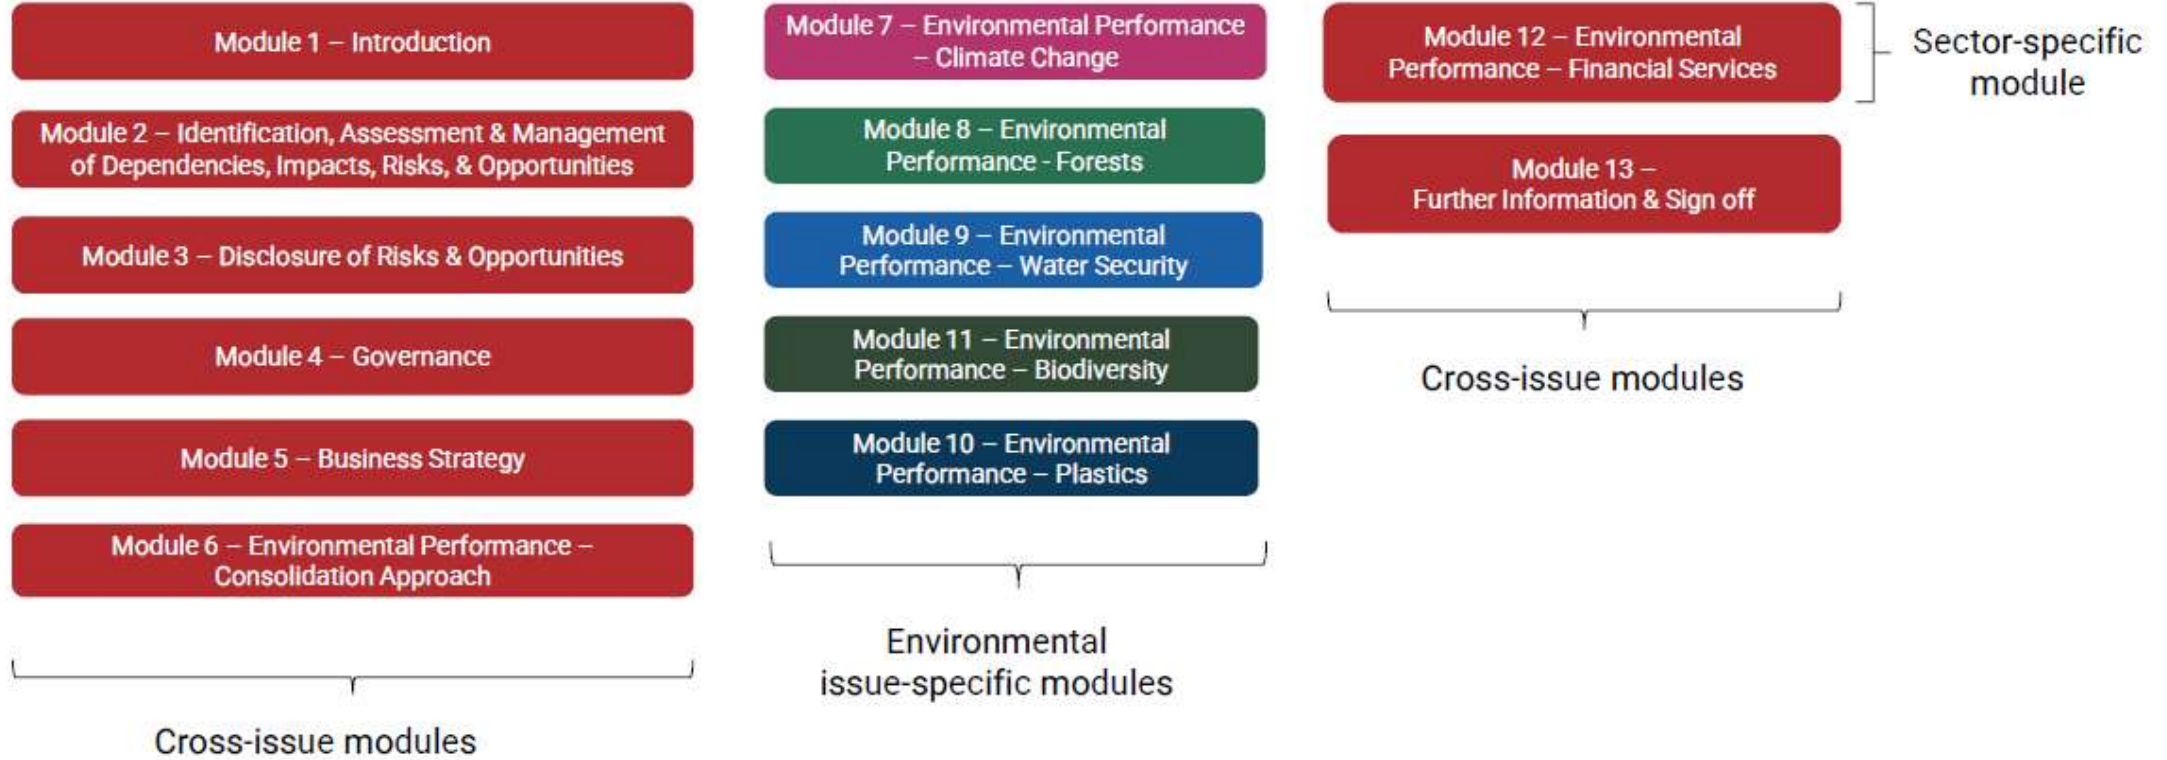 Module 1 – Introduction
Module 2 – Identification, Assessment & Management
of Dependencies, Impacts, Risks, & Opportunities
Module 3 – Disclosure of Risks & Opportunities
Module 4 – Governance
Module 5 – Business Strategy
Module 6 – Environmental Performance –
Consolidation Approach
Cross-issue modules
Module 7 – Environmental Performance
– Climate Change
Module 8 – Environmental
Performance - Forests
Module 9 – Environmental
Performance – Water Security
Module 11 – Environmental
Performance – Biodiversity
Module 10 – Environmental
Performance – Plastics
Environmental
issue-specific modules
Module 12 – Environmental
Performance – Financial Services
Module 13 –
Further Information & Sign off
Cross-issue modules
Sector-specific
module